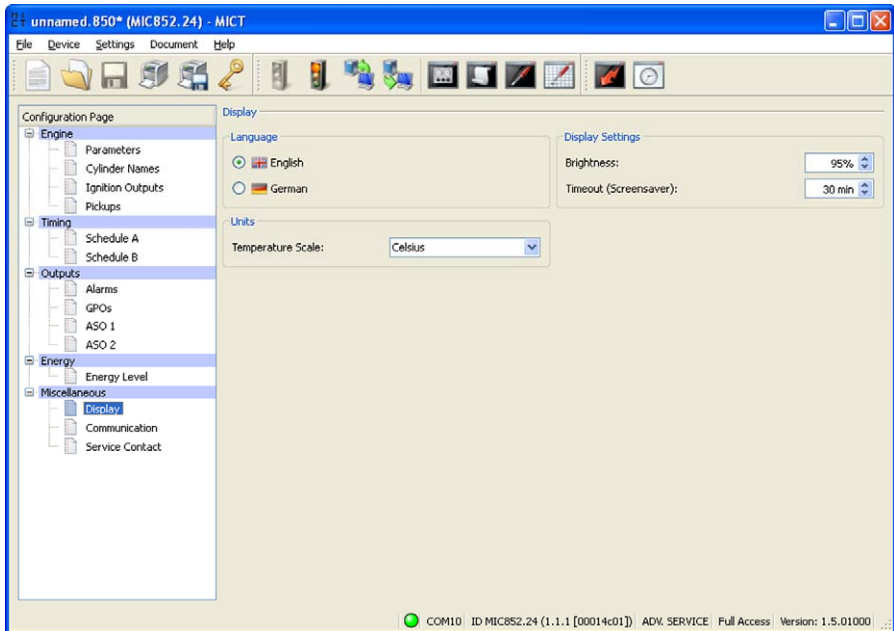 unnamed.850* (MIC852.24) - MICT
File Device Settings Document Help
Configuration Page
Engine
Parameters
Cylinder Names
Ignition Outputs
Pickups
Timing
Schedule A
Schedule B
Outputs
Alarms
GPOs
ASO 1
ASO 2
Energy
Energy Level
Miscellaneous
Display
Communication
Service Contact
Display
Language
English
German
Units
Temperature Scale: Celsius
Display Settings
Brightness: 95%
Timeout (Screensaver): 30 min
COM10 ID MIC852.24 (1.1.1 [00014c01]) ADV. SERVICE Full Access Version: 1.5.01000